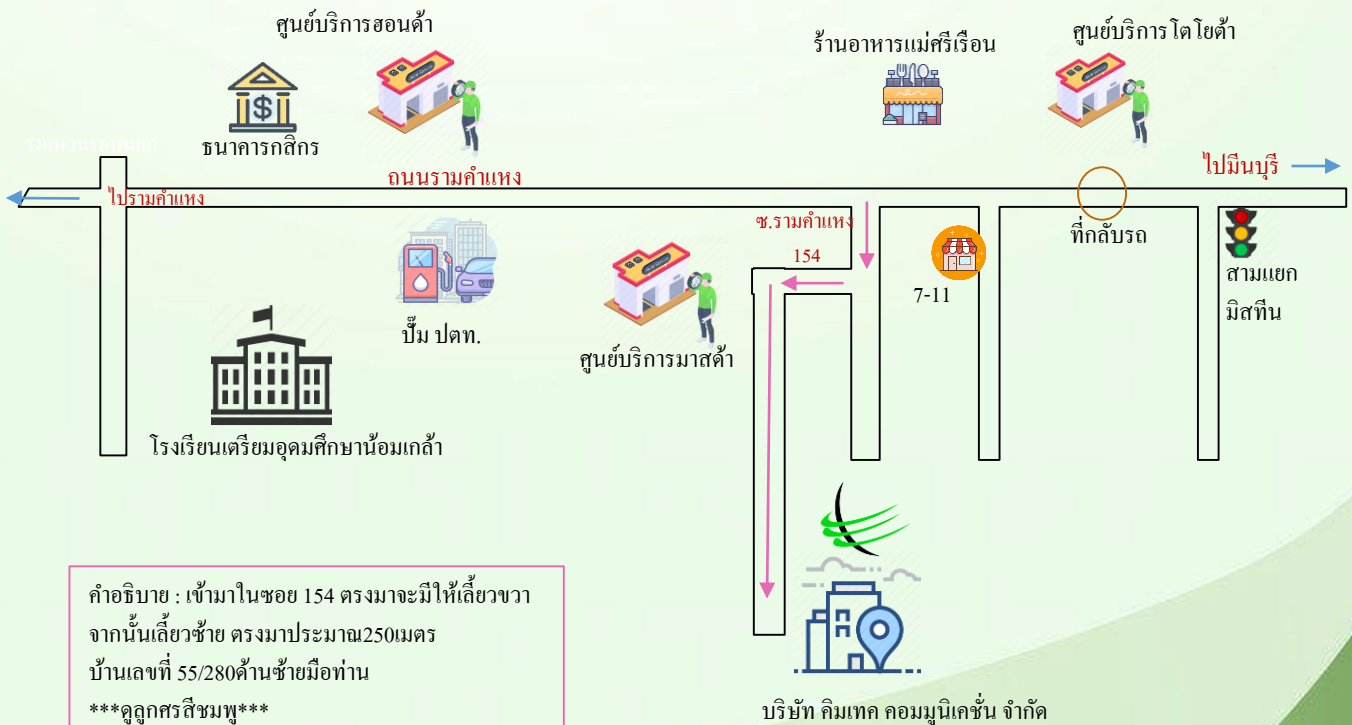 ศูนย์บริการฮอนด้า
ร้านอาหารแม่ศรีเรือน
ศูนย์บริการโตโยต้า
ธนาคารกสิกร
ไปมีนบุรี
ถนนรามคำแหง
ไปรามคำแหง
ซ.รามคำแหง
154
ที่กลับรถ
7-11
สามแยก
มิสทีน
ปั๊ม ปตท.
ศูนย์บริการมาสด้า
โรงเรียนเตรียมอุดมศึกษาน้อมเกล้า
คำอธิบาย : เข้ามาในซอย 154 ตรงมาจะมีให้เลี้ยวขวา
จากนั้นเลี้ยวซ้าย ตรงมาประมาณ250เมตร
บ้านเลขที่ 55/280ด้านซ้ายมือท่าน
***ดูลูกศรสีชมพู***
บริษัท คิมเทค คอมมูนิเคชั่น จำกัด